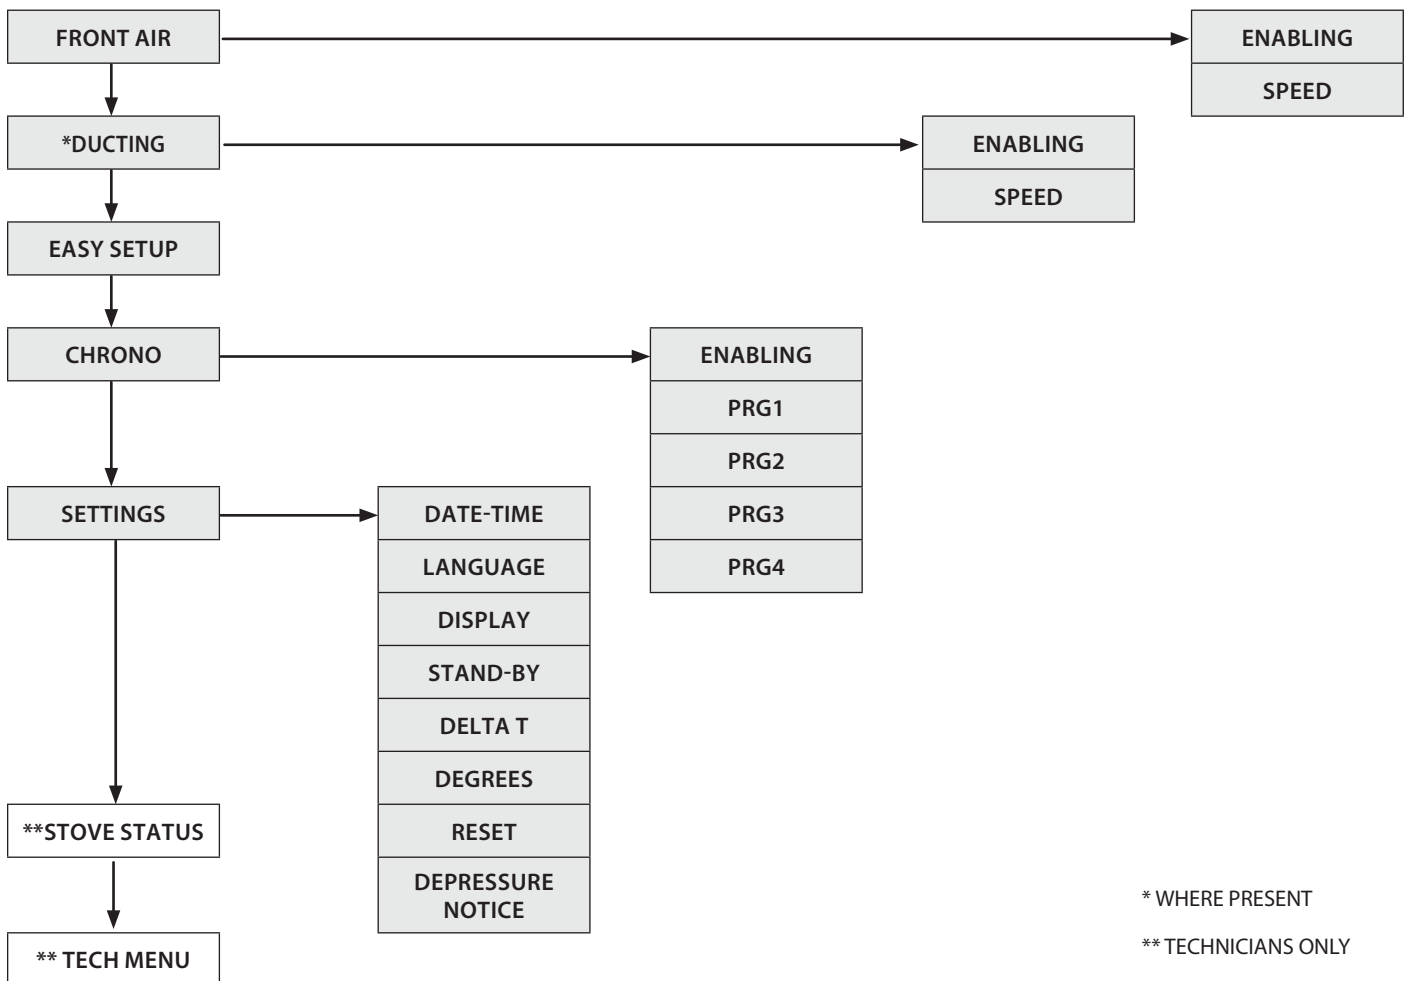 FRONT AIR
ENABLING
SPEED
*DUCTING
ENABLING
SPEED
EASY SETUP
CHRONO
ENABLING
PRG1
PRG2
PRG3
PRG4
SETTINGS
DATE-TIME
LANGUAGE
DISPLAY
STAND-BY
DELTA T
DEGREES
RESET
DEPRESSURE
NOTICE
**STOVE STATUS
** TECH MENU
* WHERE PRESENT
** TECHNICIANS ONLY